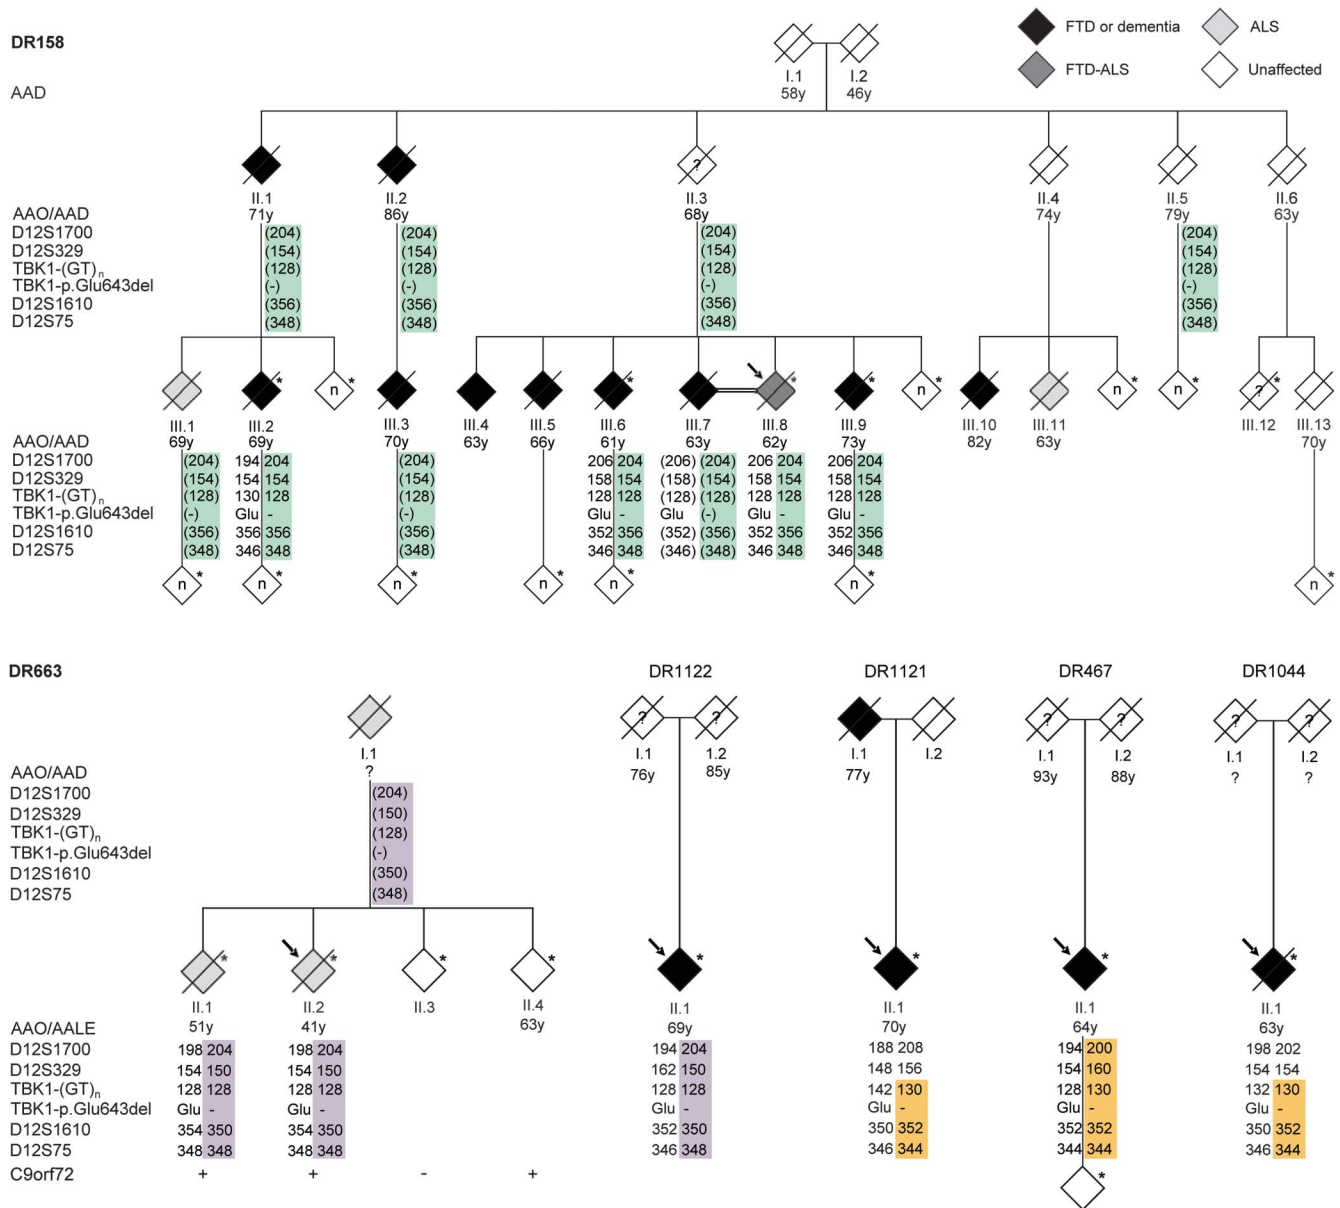 DR158
FTD or dementia
ALS
FTD-ALS
Unaffected
I.1 I.2
AAD 58y 46y
?
II.1 II.2 II.3 II.4 II.5 II.6
AAO/AAD 71y 86y 68y 74y 79y 63y
D12S1700 (204) (204) (204) (204)
D12S329 (154) (154) (154) (154)
TBK1-(GT)n (128) (128) (128) (128)
TBK1-p.Glu643del (-) (-) (-) (-)
D12S1610 (356) (356) (356) (356)
D12S75 (348) (348) (348) (348)
* n * * * * n * n * n * ? *
III.1 III.2 III.3 III.4 III.5 III.6 III.7 III.8 III.9 III.10 III.11 III.12 III.13
AAO/AAD 69y 69y 70y 63y 66y 61y 63y 62y 73y 82y 63y 70y
D12S1700 (204) 194 204 (204) 206 204 (206) (204) 206 204 206 204
D12S329 (154) 154 154 (154) 158 154 (158) (154) 158 154 158 154
TBK1-(GT)n (128) 130 128 (128) 128 128 (128) (128) 128 128 128 128
TBK1-p.Glu643del (-) Glu - (-) Glu - Glu (-) Glu - Glu -
D12S1610 (356) 356 356 (356) 352 356 (352) (356) 352 356 352 356
D12S75 (348) 346 348 (348) 346 348 (346) (348) 346 348 346 348
n * n * n * n * n * n * n *
DR663 DR1122 DR1121 DR467 DR1044
? ? ? ? ? ?
I.1 I.1 1.2 I.1 I.2 I.1 I.2 I.1 I.2
AAO/AAD ? 76y 85y 77y 93y 88y ? ?
D12S1700 (204)
D12S329 (150)
TBK1-(GT)n (128)
TBK1-p.Glu643del (-)
D12S1610 (350)
D12S75 (348)
* * * * * * * *
II.1 II.2 II.3 II.4 II.1 II.1 II.1 II.1
AAO/AALE 51y 41y 63y 69y 70y 64y 63y
D12S1700 198 204 198 204 194 204 188 208 194 200 198 202
D12S329 154 150 154 150 162 150 148 156 154 160 154 154
TBK1-(GT)n 128 128 128 128 128 128 142 130 128 130 132 130
TBK1-p.Glu643del Glu - Glu - Glu - Glu - Glu - Glu -
D12S1610 354 350 354 350 352 350 350 352 352 352 350 352
D12S75 348 348 348 348 346 348 346 344 344 344 346 344
C9orf72 + + - +
*